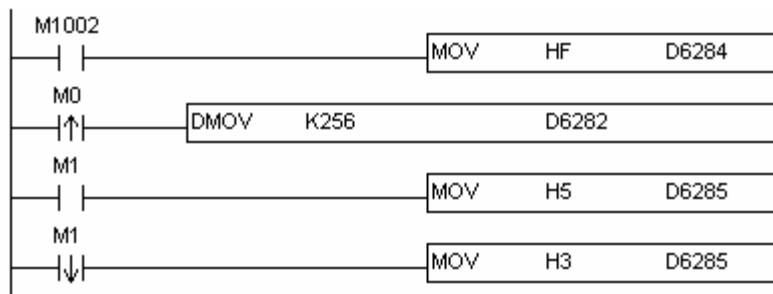 M1002
MOV HF D6284
M0
DMOV K256 D6282
M1
MOV H5 D6285
M1
MOV H3 D6285